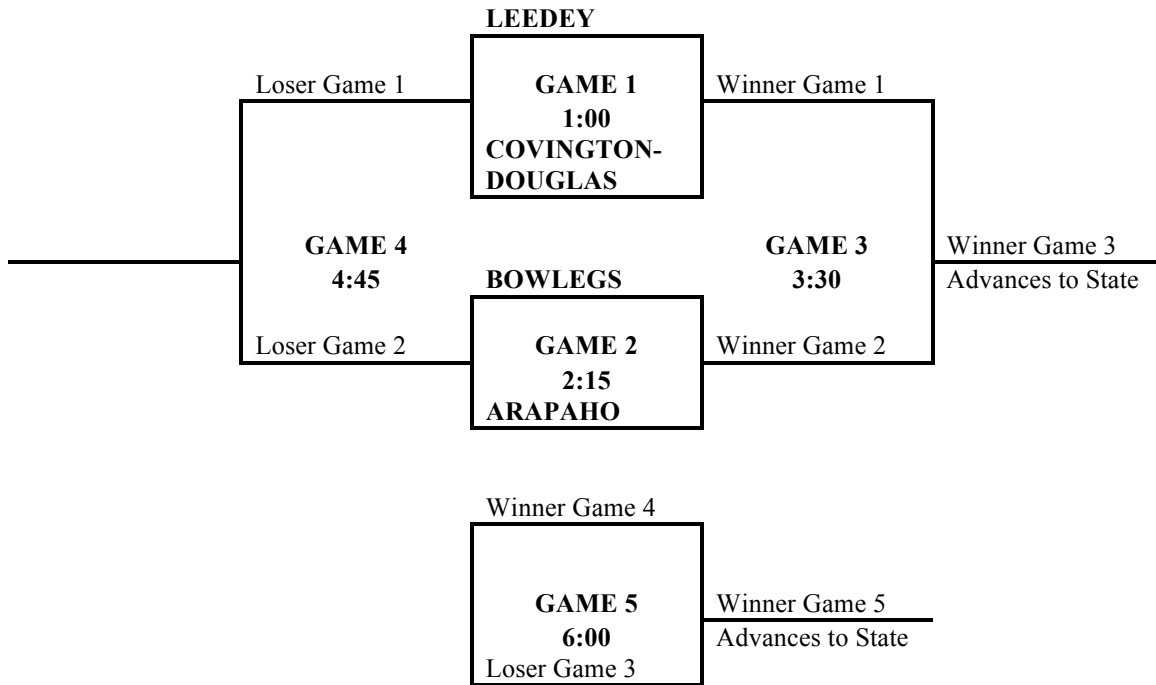 LEEDEY
Loser Game 1
GAME 1
1:00
Winner Game 1
COVINGTON-
DOUGLAS
GAME 4
4:45
GAME 3
3:30
Winner Game 3
Advances to State
BOWLEGS
Loser Game 2
GAME 2
2:15
Winner Game 2
ARAPAHO
Winner Game 4
GAME 5
6:00
Winner Game 5
Advances to State
Loser Game 3